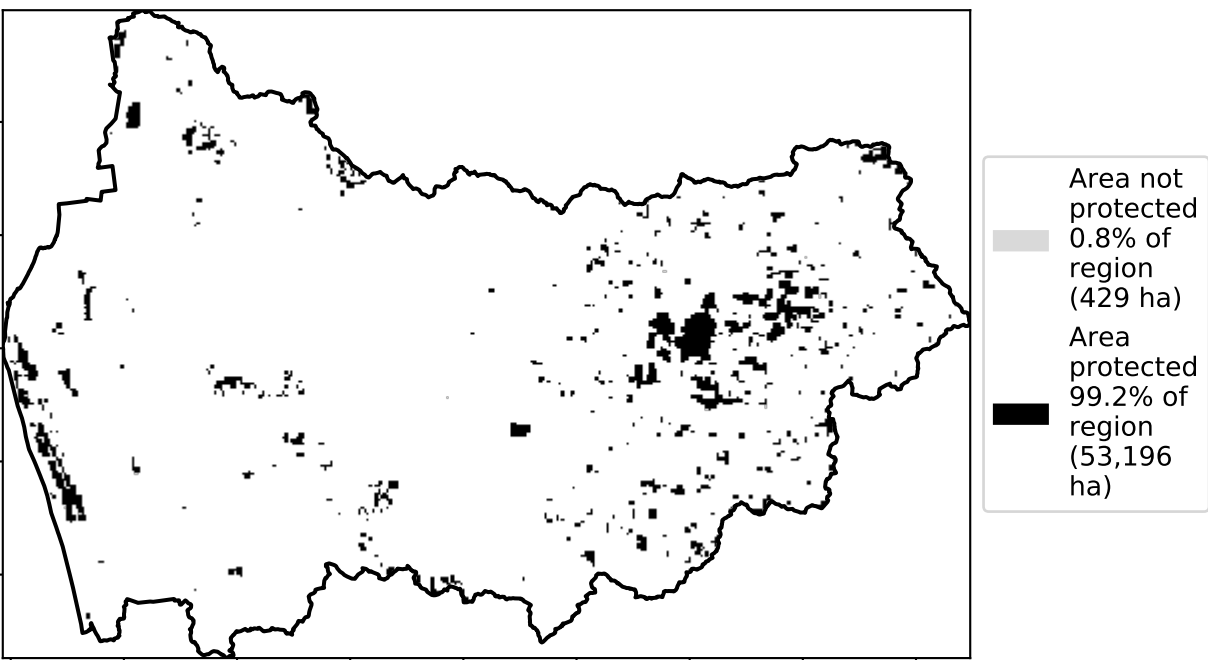 Area not
protected
0.8% of
region
(429 ha)
Area
protected
99.2% of
region
(53,196
ha)